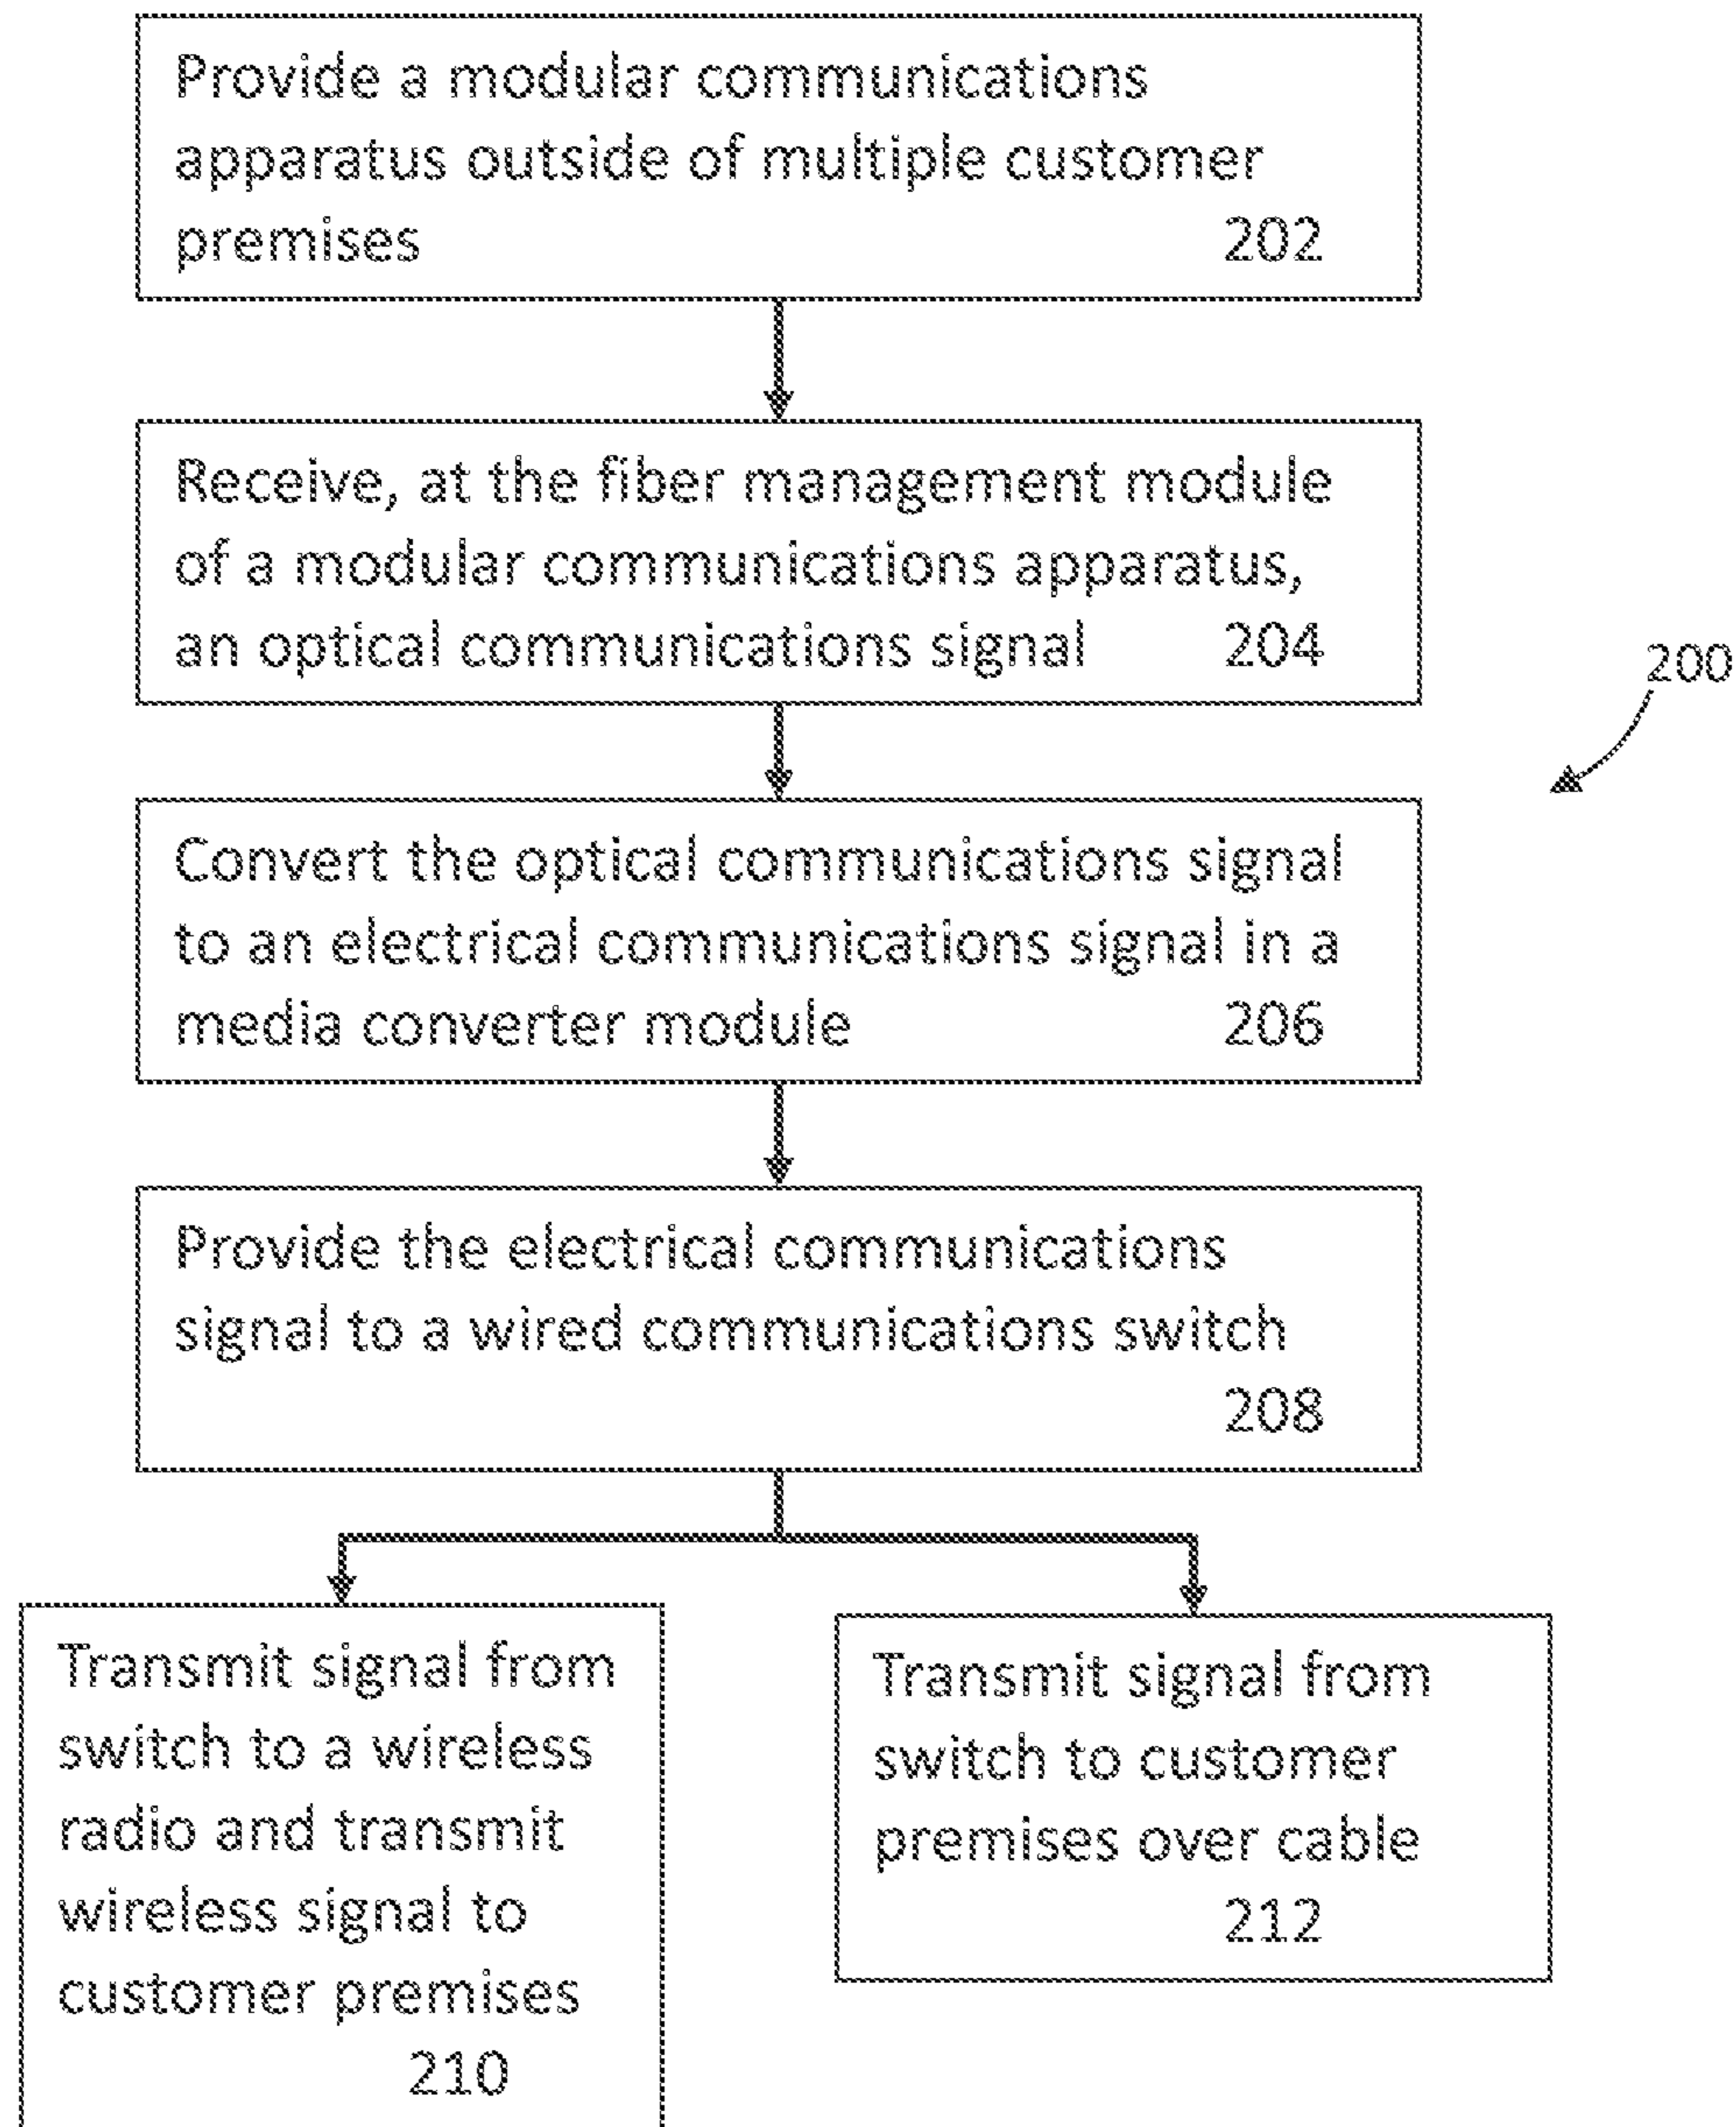 Provide a modular communications
apparatus outside of multiple customer
premises 202
Receive, at the fiber management module
of a modular communications apparatus,
an optical communications signal 204
200
Convert the optical communications signal
to an electrical communications signal in a
media converter module 206
Provide the electrical communications
signal to a wired communications switch
208
Transmit signal from
switch to a wireless
radio and transmit
wireless signal to
customer premises
210
Transmit signal from
switch to customer
premises over cable
212